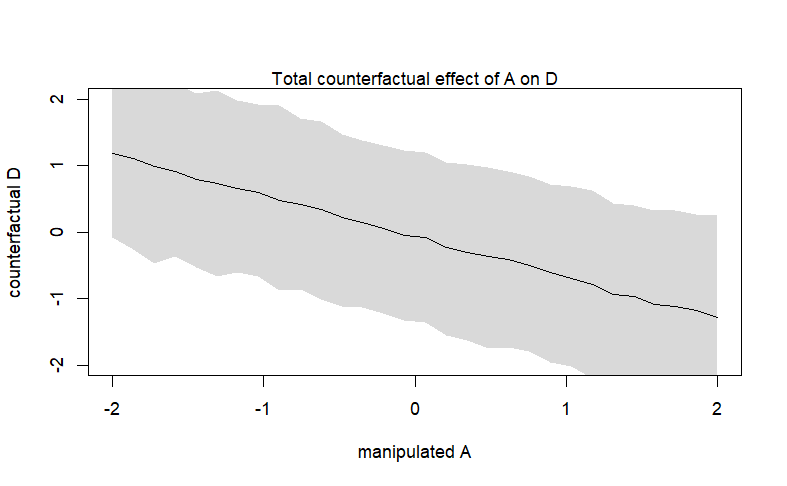 Total counterfactual effect of A on D
2
1
0
-1
-2
counterfactual D
-2 -1 0 1 2
manipulated A